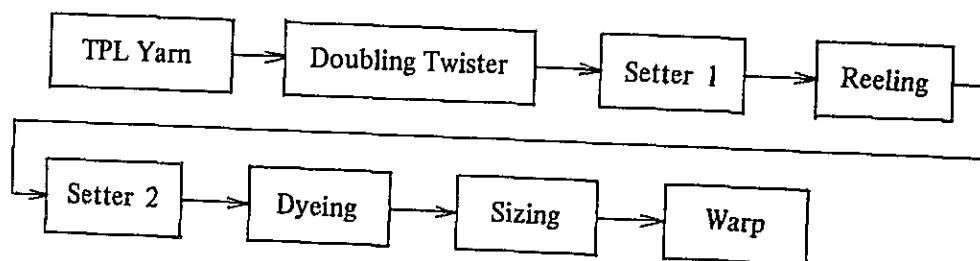 TPL Yarn Doubling Twister Setter 1 Reeling
Setter 2 Dyeing Sizing Warp